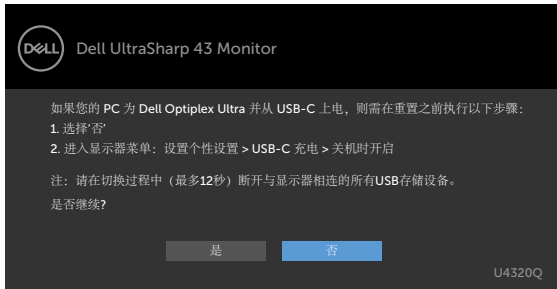 DELL
Dell UltraSharp 43 Monitor
如果您的 PC 为 Dell Optiplex Ultra 并从 USB-C 上电，则需在重置之前执行以下步骤：
1. 选择‘否’
2. 进入显示器菜单：设置个性设置 > USB-C 充电 > 关机时开启
注：请在切换过程中（最多12秒）断开与显示器相连的所有USB存储设备。
是否继续?
是 否
U4320Q